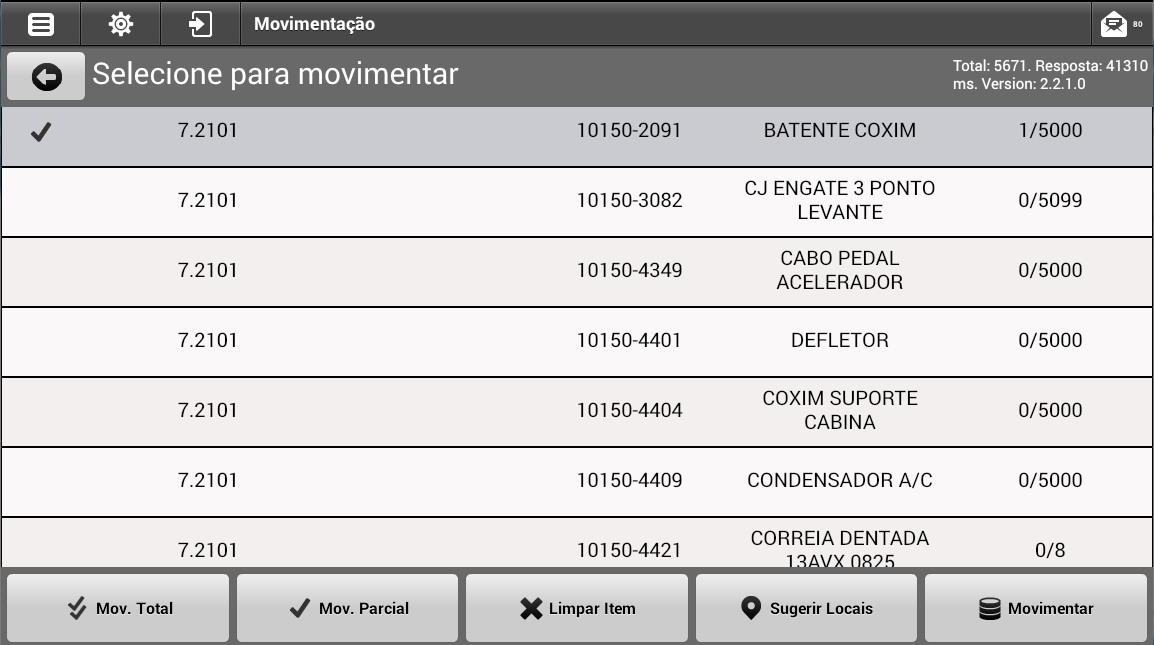 Movimentação
80
Selecione para movimentar
Total: 5671. Resposta: 41310
ms. Version: 2.2.1.0
7.2101 10150-2091 BATENTE COXIM 1/5000
7.2101 10150-3082 CJ ENGATE 3 PONTO
LEVANTE 0/5099
7.2101 10150-4349 CABO PEDAL
ACELERADOR 0/5000
7.2101 10150-4401 DEFLETOR 0/5000
7.2101 10150-4404 COXIM SUPORTE
CABINA 0/5000
7.2101 10150-4409 CONDENSADOR A/C 0/5000
7.2101 10150-4421 CORREIA DENTADA
13AVX 0825 0/8
Mov. Total
Mov. Parcial
Limpar Item
Sugerir Locais
Movimentar